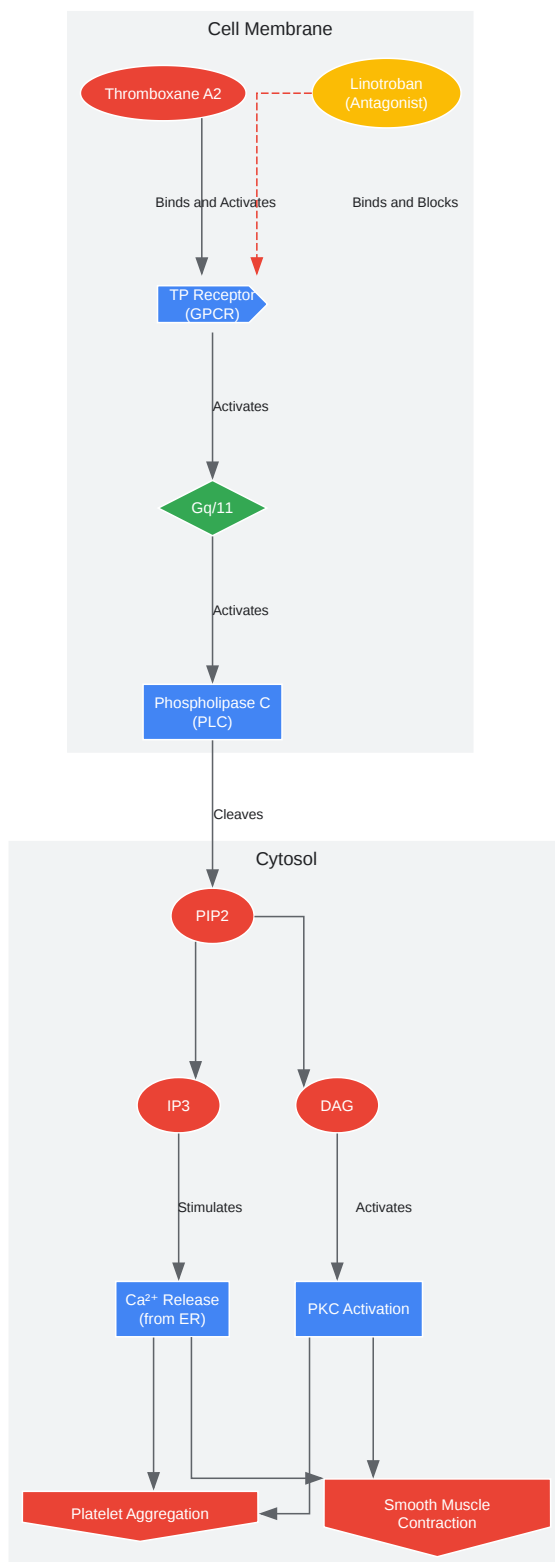 Cell Membrane
Thromboxane A2
Linotroban
(Antagonist)
Binds and Activates
Binds and Blocks
TP Receptor
(GPCR)
Activates
Gq/11
Activates
Phospholipase C
(PLC)
Cleaves
Cytosol
PIP2
IP3
DAG
Stimulates
Activates
Ca²⁺ Release
(from ER)
PKC Activation
Platelet Aggregation
Smooth Muscle
Contraction